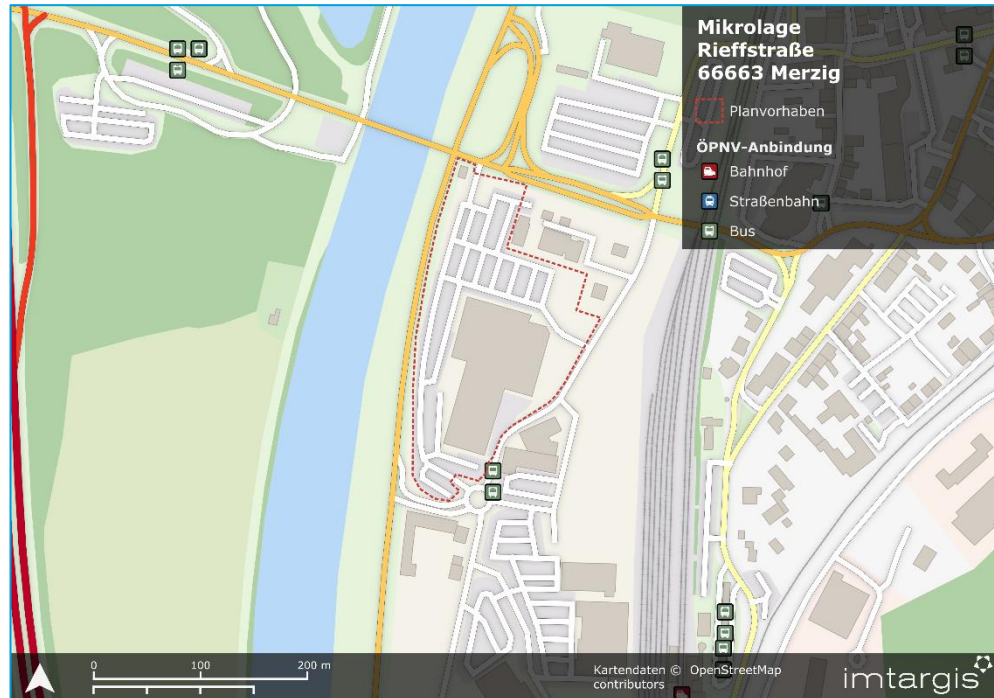 Mikrolage
Rieffstraße
66663 Merzig
Planvorhaben
ÖPNV-Anbindung
Bahnhof
Straßenbahn
Bus
0 100 200 m
Kartendaten © OpenStreetMap
contributors
imtargis